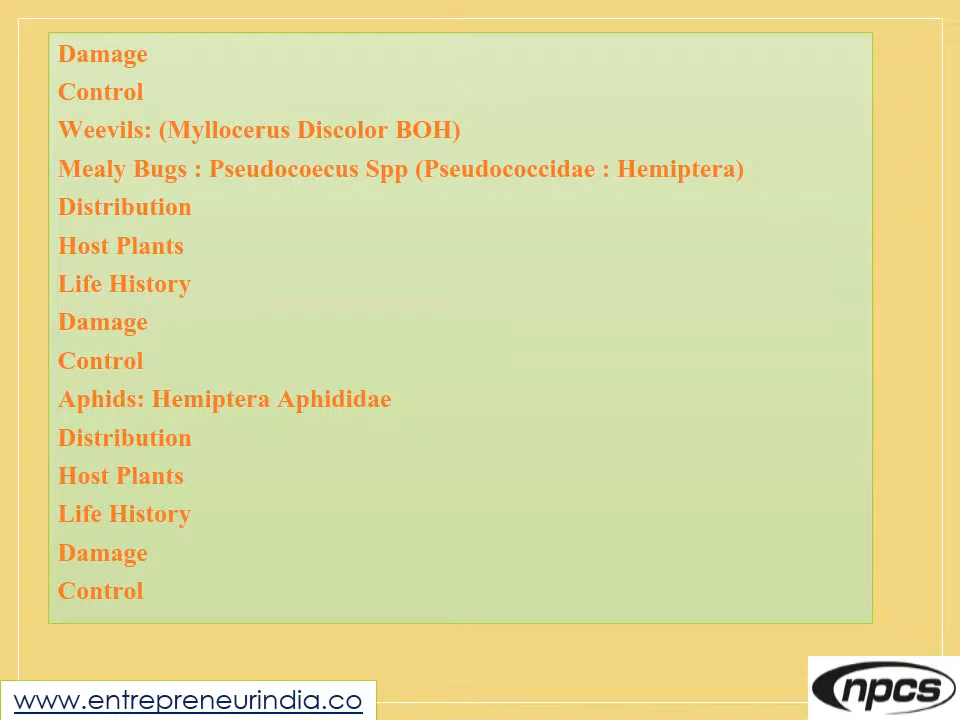 Damage
Control
Weevils: (Myllocerus Discolor BOH)
Mealy Bugs : Pseudocoecus Spp (Pseudococcidae : Hemiptera)
Distribution
Host Plants
Life History
Damage
Control
Aphids: Hemiptera Aphididae
Distribution
Host Plants
Life History
Damage
Control
www.entrepreneurindia.co
npcs